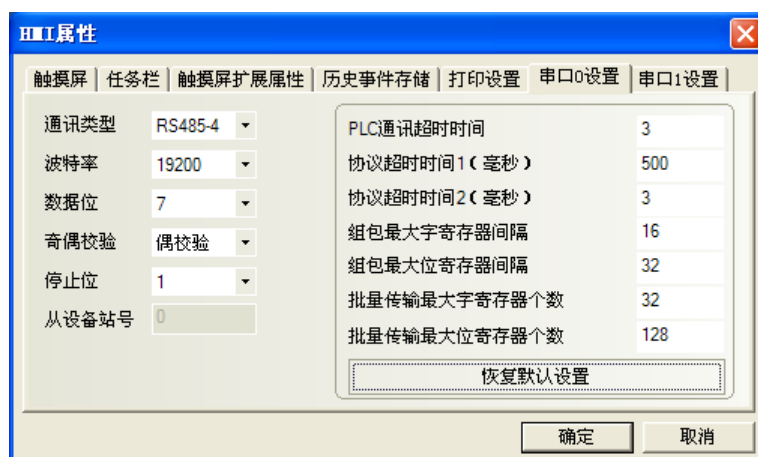 HMI属性
触摸屏 任务栏 触摸屏扩展属性 历史事件存储 打印设置 串口0设置 串口1设置
通讯类型 RS485-4
波特率 19200
数据位 7
奇偶校验 偶校验
停止位 1
从设备站号 0
PLC通讯超时时间 3
协议超时时间1(毫秒) 500
协议超时时间2(毫秒) 3
组包最大字寄存器间隔 16
组包最大位寄存器间隔 32
批量传输最大字寄存器个数 32
批量传输最大位寄存器个数 128
恢复默认设置
确定 取消